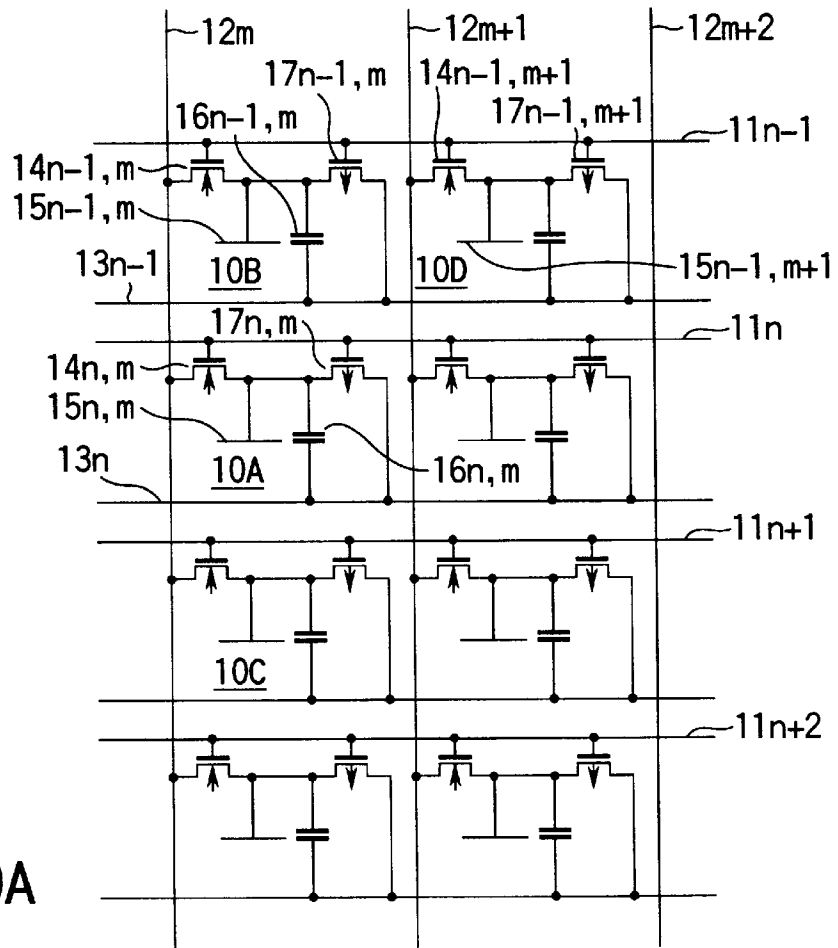 12m
12m+1
12m+2
17n-1, m
14n-1, m+1
16n-1, m
17n-1, m+1
11n-1
14n-1, m
15n-1, m
13n-1
10B
10D
15n-1, m+1
17n, m
11n
14n, m
15n, m
13n
10A
16n, m
11n+1
10C
11n+2